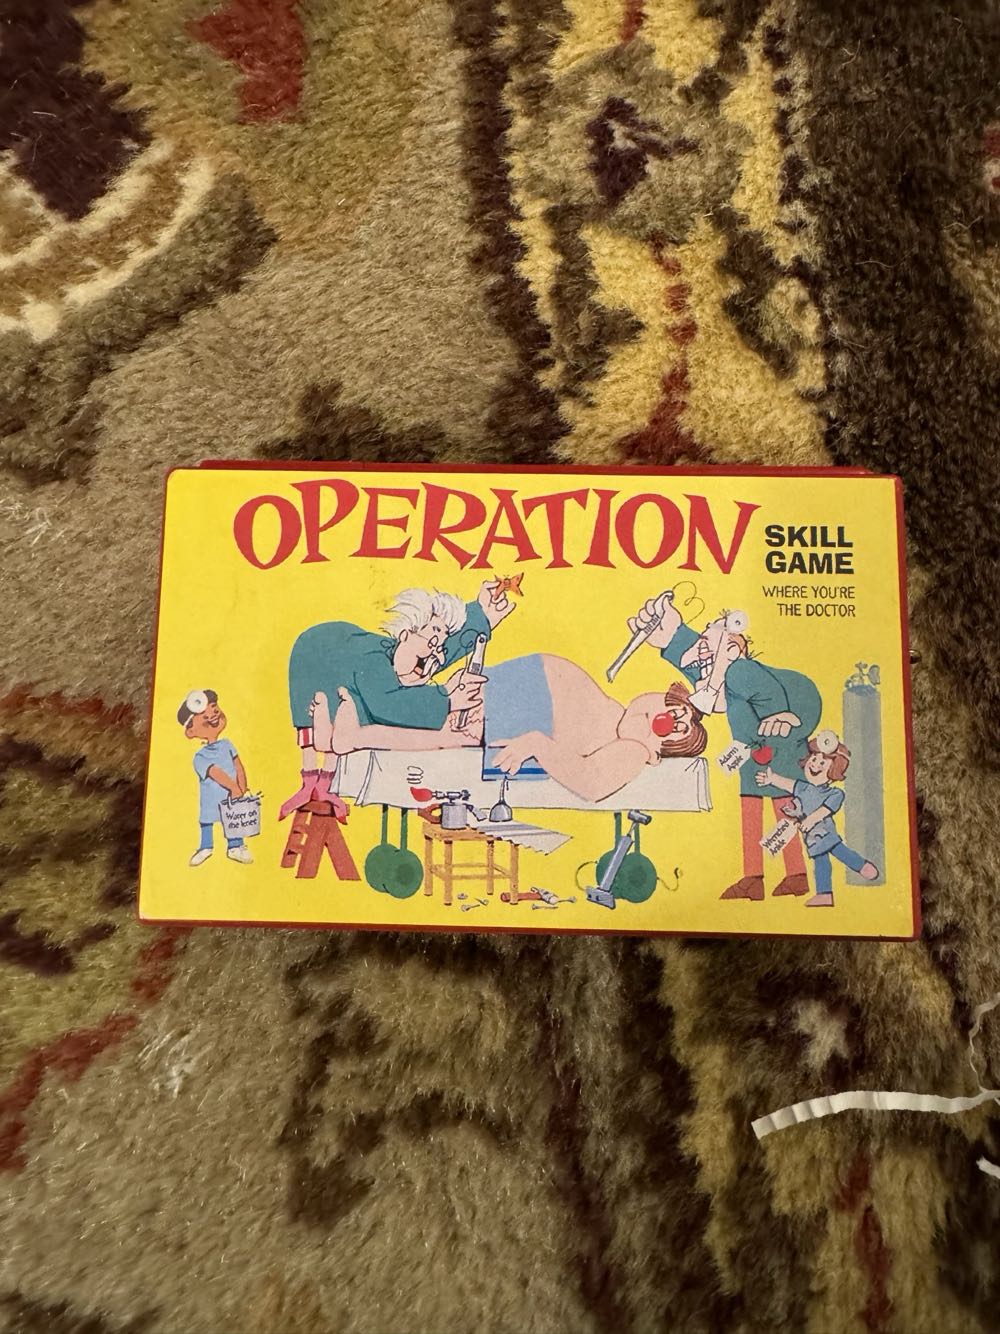 OPERATION
SKILL
GAME
WHERE YOU'RE
THE DOCTOR
Adam's
Apple
Water on
the knee
Wrenched
Ankle